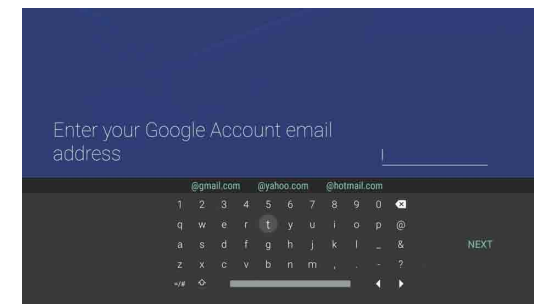 Enter your Google Account email
address
@gmail.com @yahoo.com @hotmail.com
1 2 3 4 5 6 7 8 9 0
q w e r t y u i o p @
a s d f g h j k l _ & NEXT
z x c v b n m , . - ?
=/#